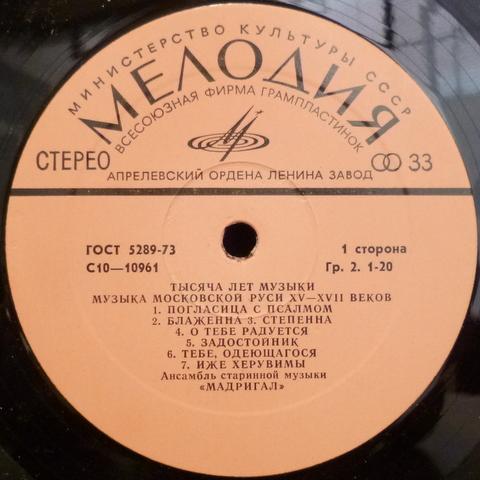 МИНИСТЕРСТВО КУЛЬТУРЫ СССР
МЕЛОДИЯ
ВСЕСОЮЗНАЯ ФИРМА ГРАМПЛАСТИНОК
СТЕРЕО
33
АПРЕЛЕВСКИЙ ОРДЕНА ЛЕНИНА ЗАВОД
ГОСТ 5289-73
1 сторона
С10—10961
Гр. 2. 1-20
ТЫСЯЧА ЛЕТ МУЗЫКИ
МУЗЫКА МОСКОВСКОЙ РУСИ XV—XVII ВЕКОВ
1. ПОГЛАСИЦА С ПСАЛМОМ
2. БЛАЖЕННА 3. СТЕПЕННА
4. О ТЕБЕ РАДУЕТСЯ
5. ЗАДОСТОЙНИК
6. ТЕБЕ, ОДЕЮЩАГОСЯ
7. ИЖЕ ХЕРУВИМЫ
Ансамбль старинной музыки
«МАДРИГАЛ»